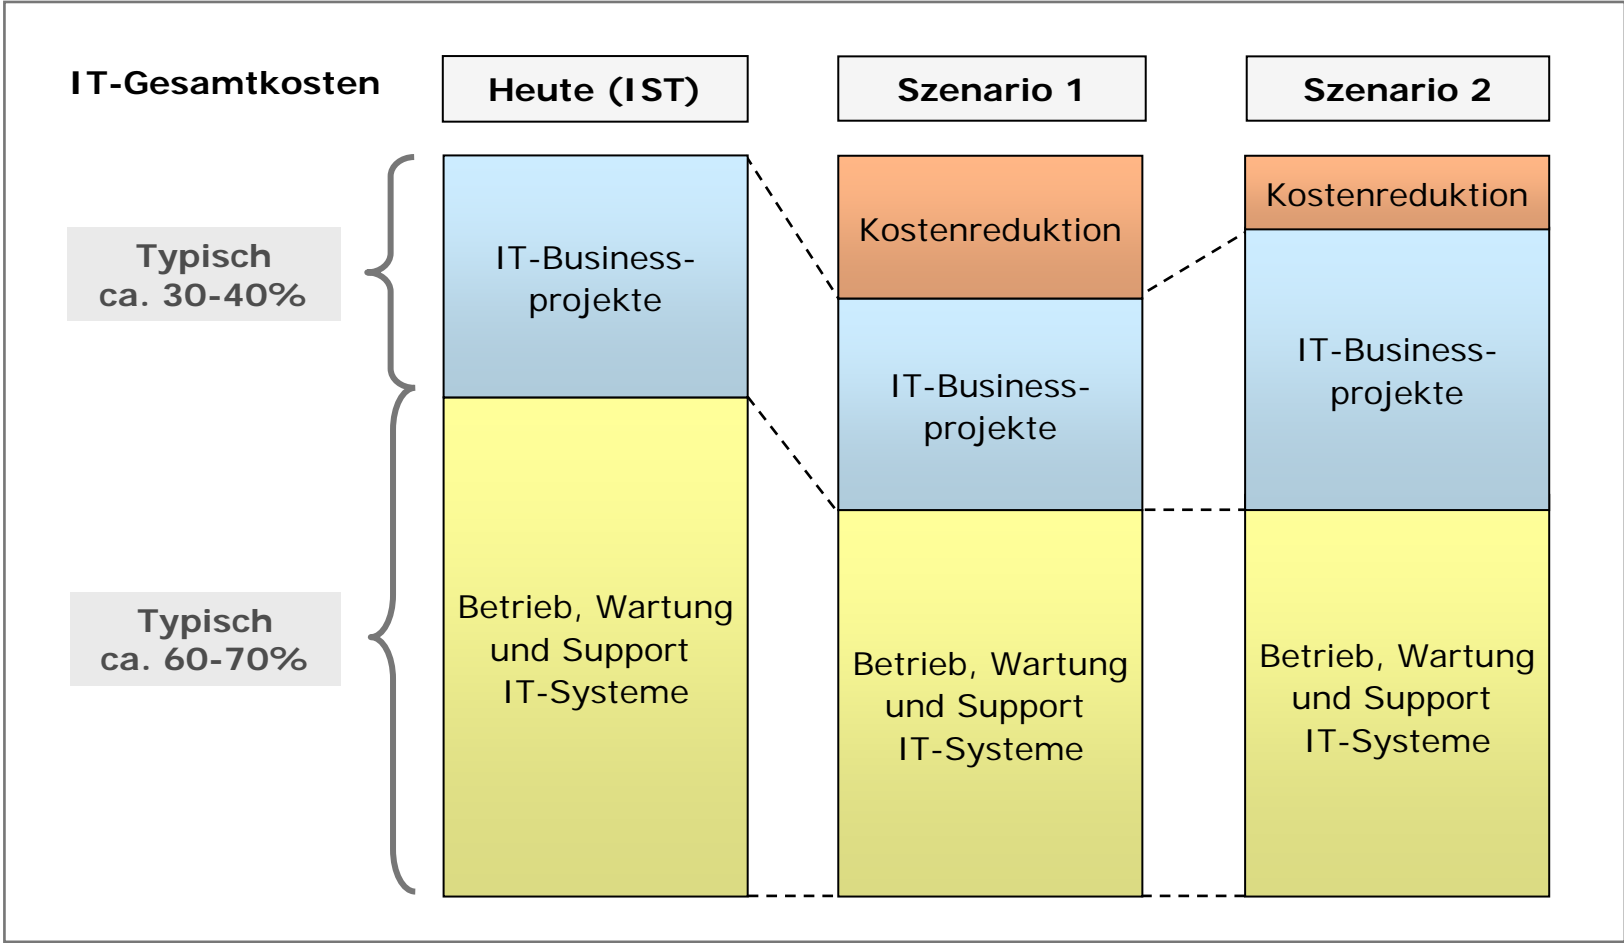 IT-Gesamtkosten
Heute (IST)
Szenario 1
Szenario 2
Typisch
ca. 30-40%
Typisch
ca. 60-70%
IT-Business-
projekte
Betrieb, Wartung
und Support
IT-Systeme
Kostenreduktion
IT-Business-
projekte
Betrieb, Wartung
und Support
IT-Systeme
Kostenreduktion
IT-Business-
projekte
Betrieb, Wartung
und Support
IT-Systeme